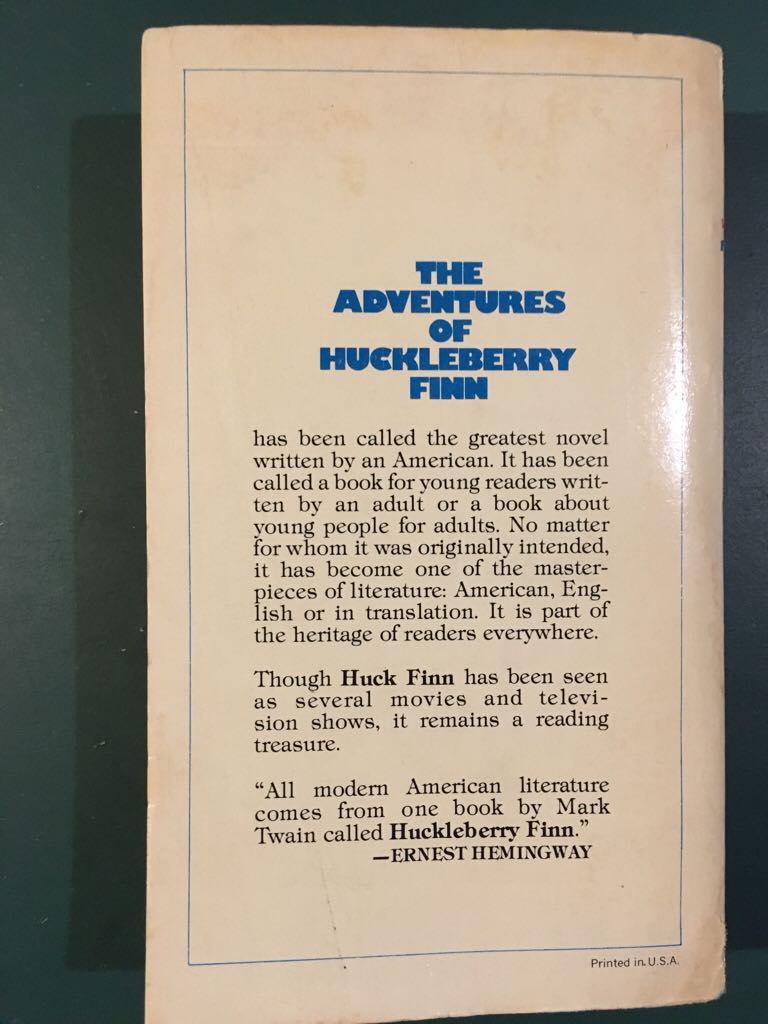 THE
ADVENTURES
OF
HUCKLEBERRY
FINN
has been called the greatest novel
written by an American. It has been
called a book for young readers writ-
ten by an adult or a book about
young people for adults. No matter
for whom it was originally intended,
it has become one of the master-
pieces of literature: American, Eng-
lish or in translation. It is part of
the heritage of readers everywhere.
Though Huck Finn has been seen
as several movies and televi-
sion shows, it remains a reading
treasure.
“All modern American literature
comes from one book by Mark
Twain called Huckleberry Finn.”
—ERNEST HEMINGWAY
Printed in U.S.A.